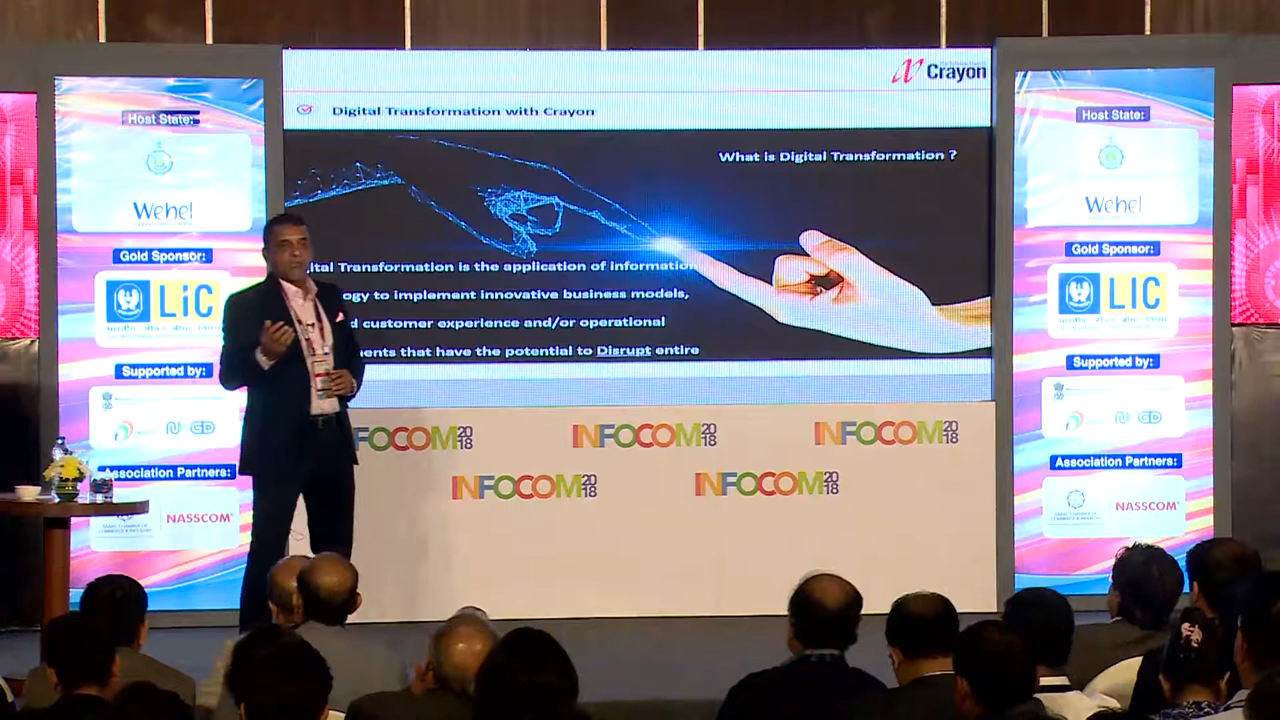 Crayon
Digital Transformation with Crayon
What is Digital Transformation ?
ital Transformation is the application of information
ogy to implement innovative business models,
d customer experience and/or operational
ents that have the potential to Disrupt entire
Host State:
Wehel
Gold Sponsor:
LIC
Supported by:
Association Partners:
NASSCOM
FOCOM 2018
INFOCOM 2018
INFOCOM 2018
INFOCOM 2018
INFOCOM 2018
Host State:
Wehel
Gold Sponsor:
LIC
Supported by:
Association Partners:
NASSCOM